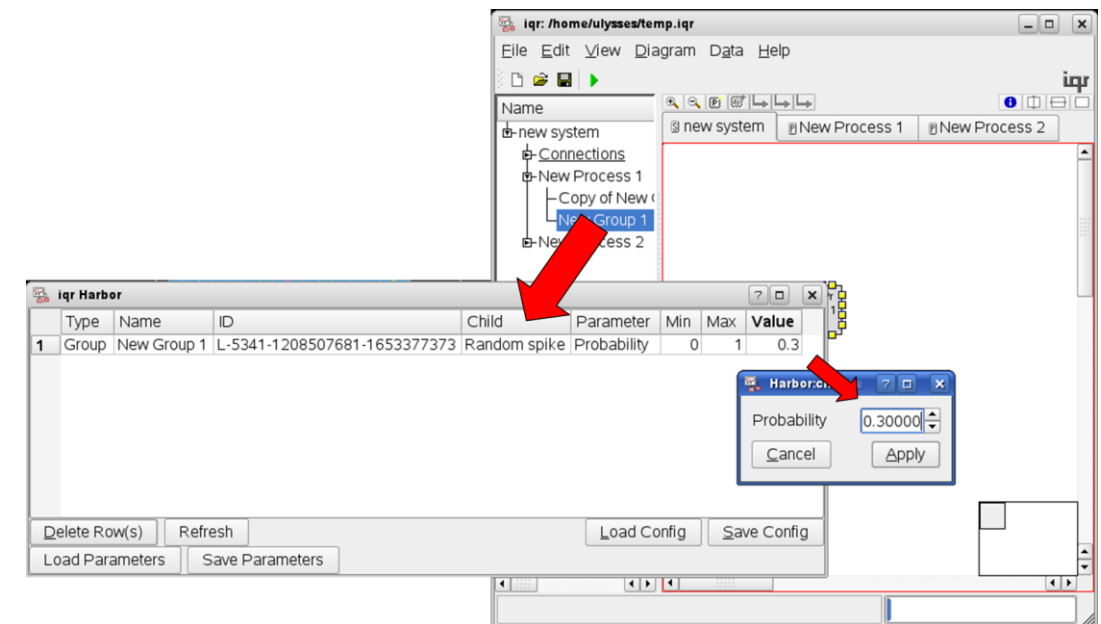 iqr: /home/ulysses/temp.iqr
File Edit View Diagram Data Help
iqr
Name
new system
Connections
New Process 1
Copy of New
New Group 1
New Process 2
new system New Process 1 New Process 2
iqr Harbor
Type Name ID Child Parameter Min Max Value
1 Group New Group 1 L-5341-1208507681-1653377373 Random spike Probability 0 1 0.3
Harbor:
Probability 0.30000
Cancel Apply
Delete Row(s) Refresh Load Config Save Config
Load Parameters Save Parameters